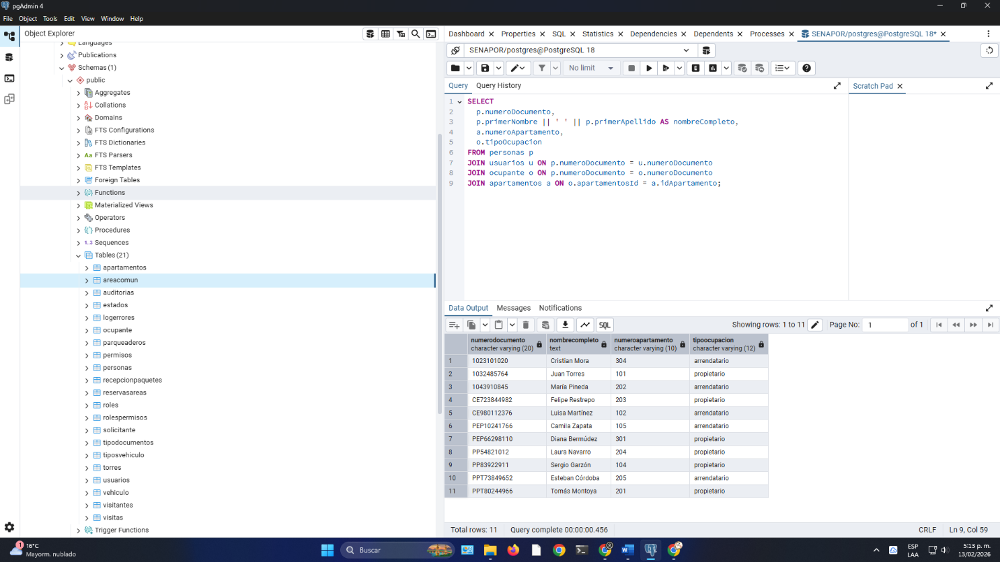 pgAdmin 4
File Object Tools Edit View Window Help
Object Explorer
Dashboard Properties SQL Statistics Dependencies Dependents Processes SENAPOR/postgres@PostgreSQL 18*
SENAPOR/postgres@PostgreSQL 18
No limit
Languages
Publications
Schemas (1)
public
Aggregates
Collations
Domains
FTS Configurations
FTS Dictionaries
FTS Parsers
FTS Templates
Foreign Tables
Functions
Materialized Views
Operators
Procedures
Sequences
Tables (21)
apartamentos
areacomun
auditorias
estados
logerrores
ocupante
parqueaderos
permisos
personas
recepcionpaquetes
reservasareas
roles
rolespermisos
solicitante
tipodocumentos
tiposvehiculo
torres
usuarios
vehiculo
visitantes
visitas
Trigger Functions
Query Query History
Scratch Pad
1 SELECT
2 p.numeroDocumento,
3 p.primerNombre || ' ' || p.primerApellido AS nombreCompleto,
4 a.numeroApartamento,
5 o.tipoOcupacion
6 FROM personas p
7 JOIN usuarios u ON p.numeroDocumento = u.numeroDocumento
8 JOIN ocupante o ON p.numeroDocumento = o.numeroDocumento
9 JOIN apartamentos a ON o.apartamentosId = a.idApartamento;
Data Output Messages Notifications
SQL
Showing rows: 1 to 11 Page No: 1 of 1
numerodocumento nombrecompleto numeroapartamento tipoocupacion
character varying (20) text character varying (10) character varying (12)
1 1023101020 Cristian Mora 304 arrendatario
2 1032485764 Juan Torres 101 propietario
3 1043910845 María Pineda 202 arrendatario
4 CE723844982 Felipe Restrepo 203 propietario
5 CE980112376 Luisa Martínez 102 arrendatario
6 PEP10241766 Camila Zapata 105 arrendatario
7 PEP66298110 Diana Bermúdez 301 propietario
8 PP54821012 Laura Navarro 204 propietario
9 PP83922911 Sergio Garzón 104 propietario
10 PPT73849652 Esteban Córdoba 205 arrendatario
11 PPT80244966 Tomás Montoya 201 propietario
Total rows: 11 Query complete 00:00:00.456 CRLF Ln 9, Col 59
1
16°C
Mayorm. nublado
Buscar
ESP
LAA
5:13 p. m.
13/02/2026